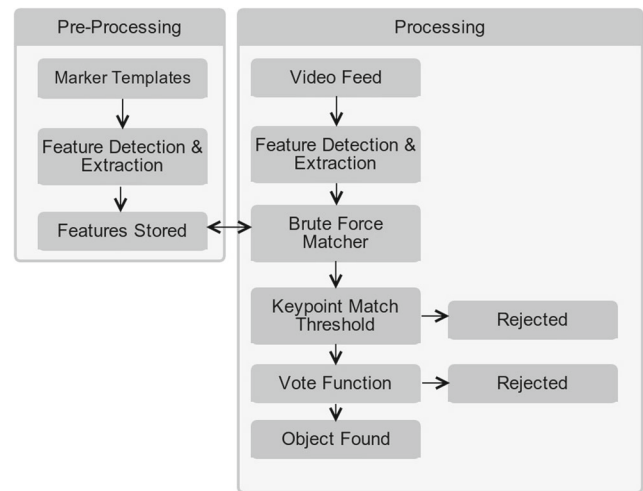 Pre-Processing
Marker Templates
Feature Detection &
Extraction
Features Stored
Processing
Video Feed
Feature Detection &
Extraction
Brute Force
Matcher
Keypoint Match
Threshold
Rejected
Vote Function
Rejected
Object Found